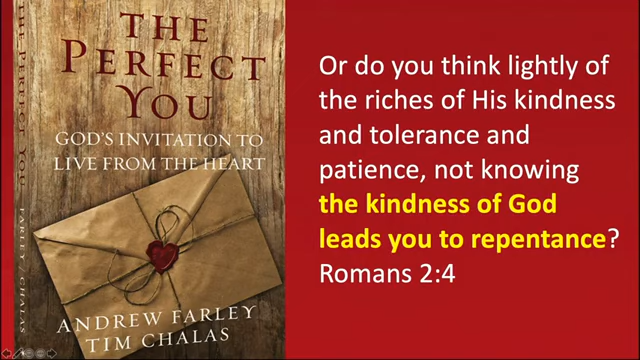 THE PERFECT YOU
FARLEY / CHALAS
THE
PERFECT
YOU
GOD'S INVITATION TO
LIVE FROM THE HEART
ANDREW FARLEY
TIM CHALAS
Or do you think lightly of
the riches of His kindness
and tolerance and
patience, not knowing
the kindness of God
leads you to repentance?
Romans 2:4